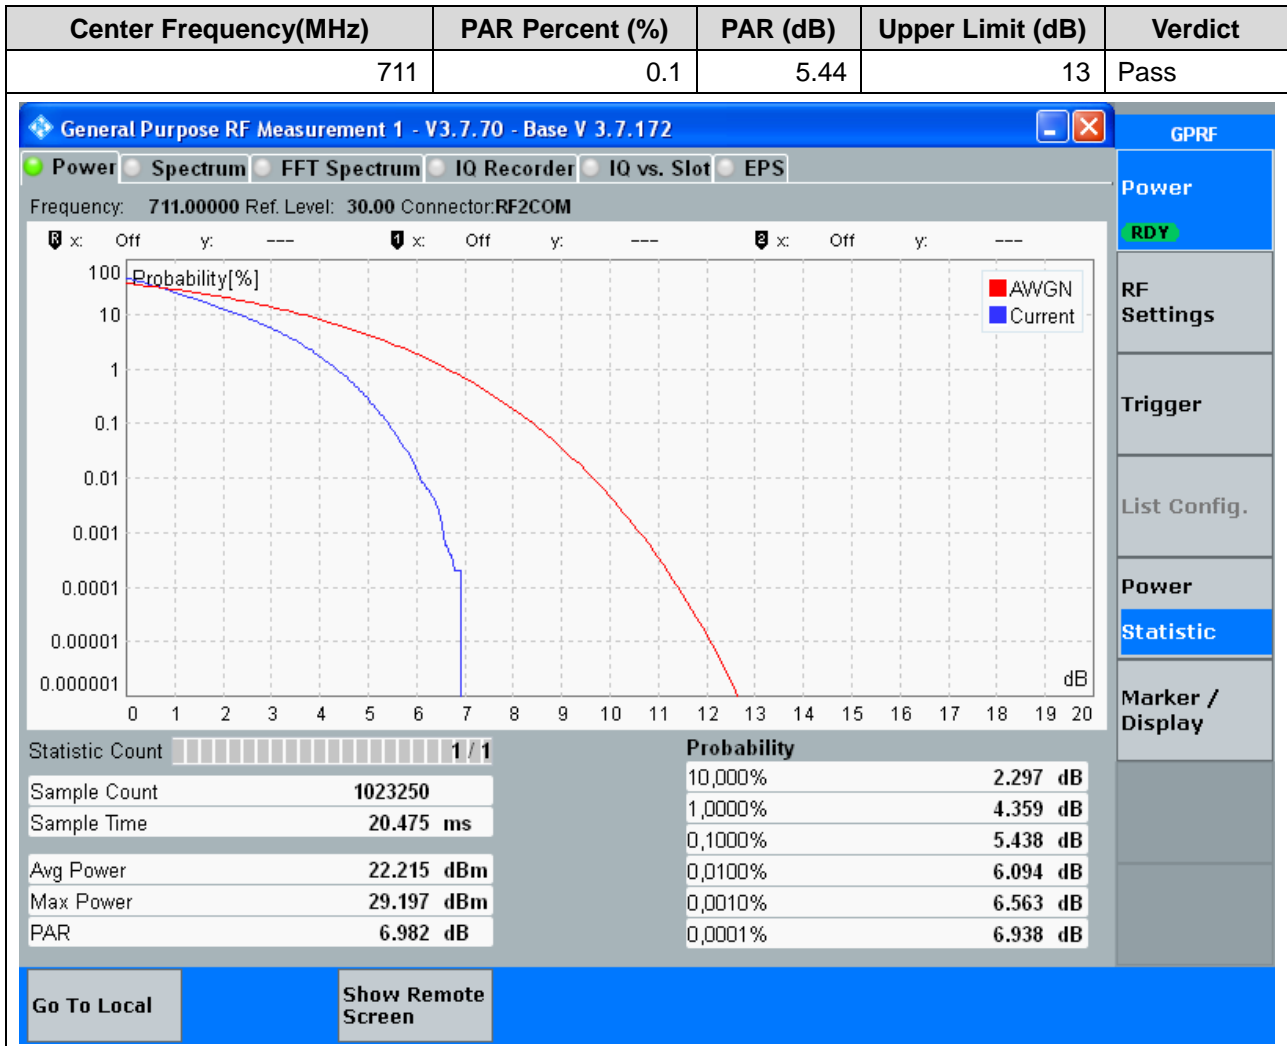 Center Frequency(MHz) PAR Percent (%) PAR (dB) Upper Limit (dB) Verdict
711 0.1 5.44 13 Pass
General Purpose RF Measurement 1 - V3.7.70 - Base V 3.7.172
GPRF
Power Spectrum FFT Spectrum IQ Recorder IQ vs. Slot EPS
Power
RDY
Frequency: 711.00000 Ref. Level: 30.00 Connector:RF2COM
R x: Off y: --- 1 x: Off y: --- 2 x: Off y: ---
Probability[%]
AWGN
Current
100
10
1
0.1
0.01
0.001
0.0001
0.00001
0.000001
dB
0 1 2 3 4 5 6 7 8 9 10 11 12 13 14 15 16 17 18 19 20
RF
Settings
Trigger
List Config.
Power
Statistic
Marker /
Display
Statistic Count 1 / 1
Sample Count 1023250
Sample Time 20.475 ms
Avg Power 22.215 dBm
Max Power 29.197 dBm
PAR 6.982 dB
Probability
10,000% 2.297 dB
1,0000% 4.359 dB
0,1000% 5.438 dB
0,0100% 6.094 dB
0,0010% 6.563 dB
0,0001% 6.938 dB
Go To Local
Show Remote
Screen